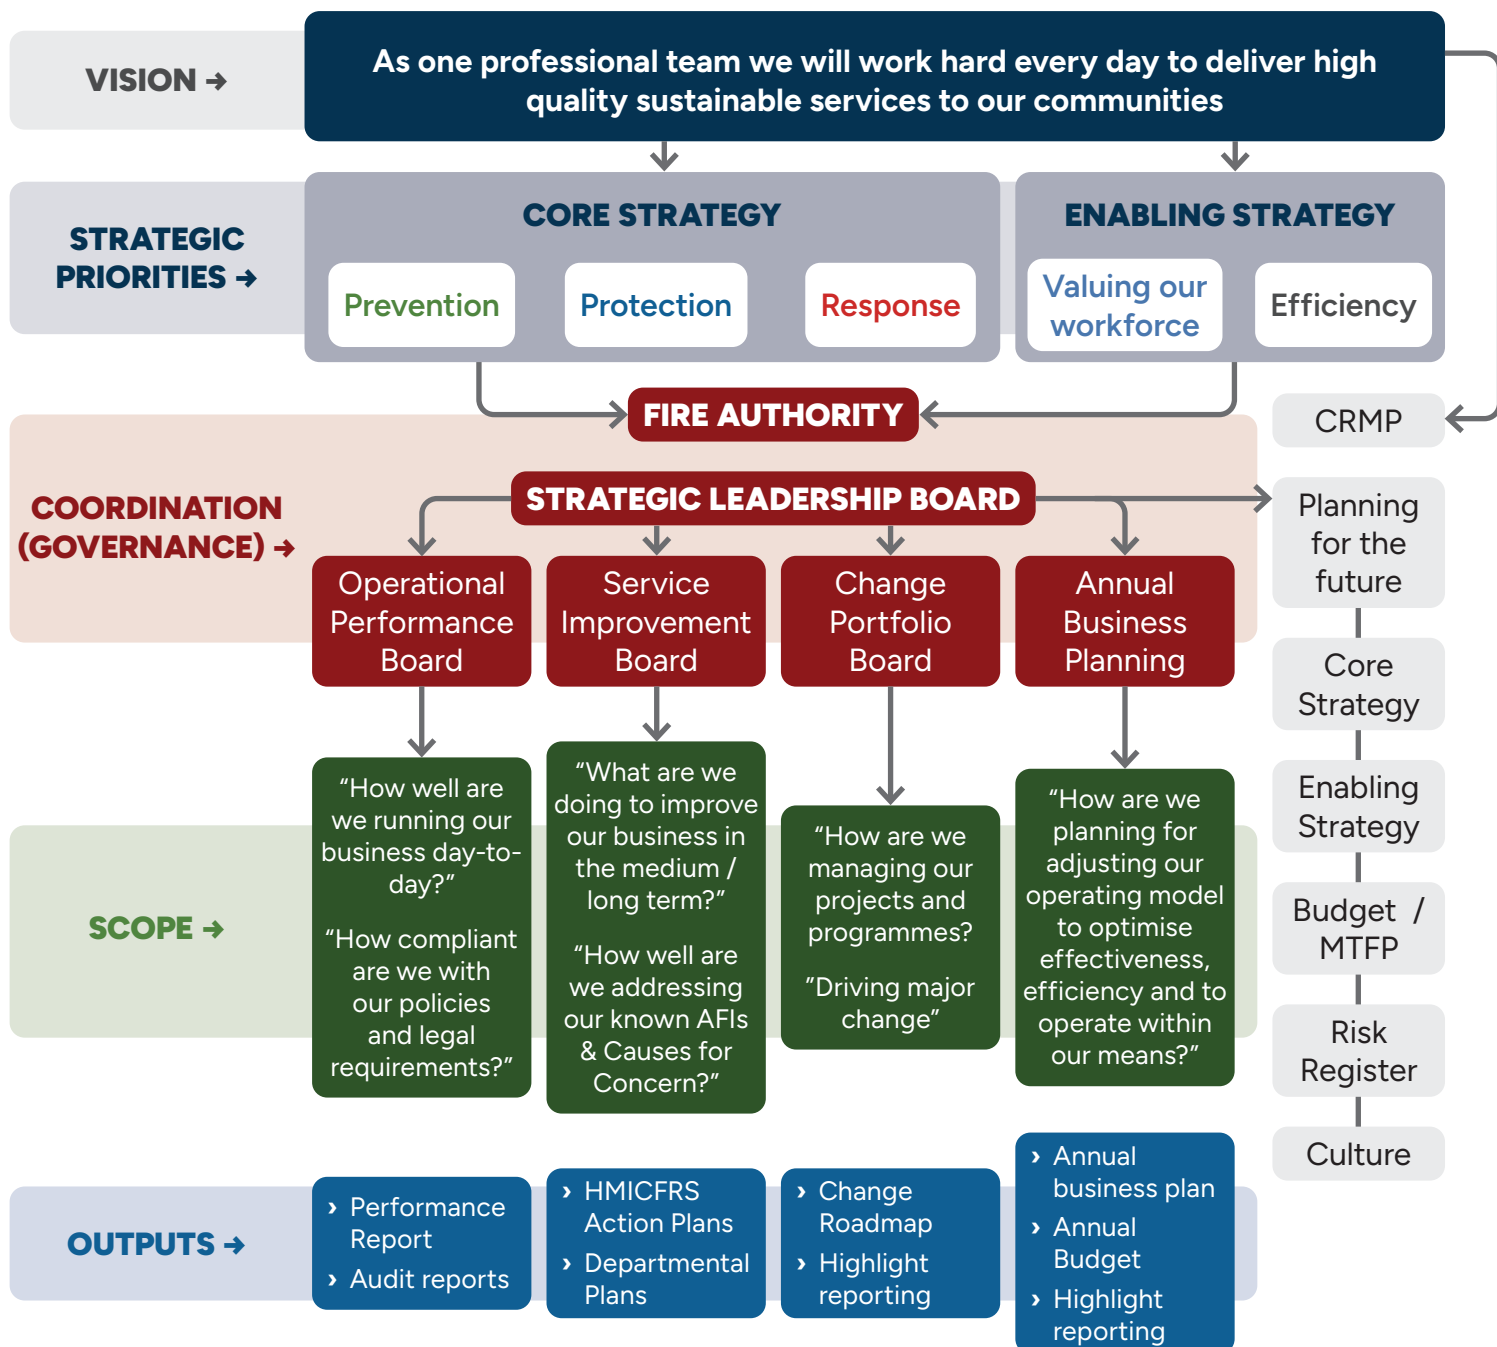 VISION →
As one professional team we will work hard every day to deliver high
quality sustainable services to our communities
STRATEGIC
PRIORITIES →
CORE STRATEGY
Prevention
Protection
Response
ENABLING STRATEGY
Valuing our
workforce
Efficiency
FIRE AUTHORITY
CRMP
COORDINATION
(GOVERNANCE) →
STRATEGIC LEADERSHIP BOARD
Operational
Performance
Board
Service
Improvement
Board
Change
Portfolio
Board
Annual
Business
Planning
Planning
for the
future
Core
Strategy
Enabling
Strategy
Budget /
MTFP
Risk
Register
Culture
SCOPE →
“How well are
we running our
business day-to-
day?”
“How compliant
are we with
our policies
and legal
requirements?”
“What are we
doing to improve
our business in
the medium /
long term?”
“How well are
we addressing
our known AFIs
& Causes for
Concern?”
“How are we
managing our
projects and
programmes?
”Driving major
change”
“How are we
planning for
adjusting our
operating model
to optimise
effectiveness,
efficiency and to
operate within
our means?”
OUTPUTS →
› Performance
Report
› Audit reports
› HMICFRS
Action Plans
› Departmental
Plans
› Change
Roadmap
› Highlight
reporting
› Annual
business plan
› Annual
Budget
› Highlight
reporting